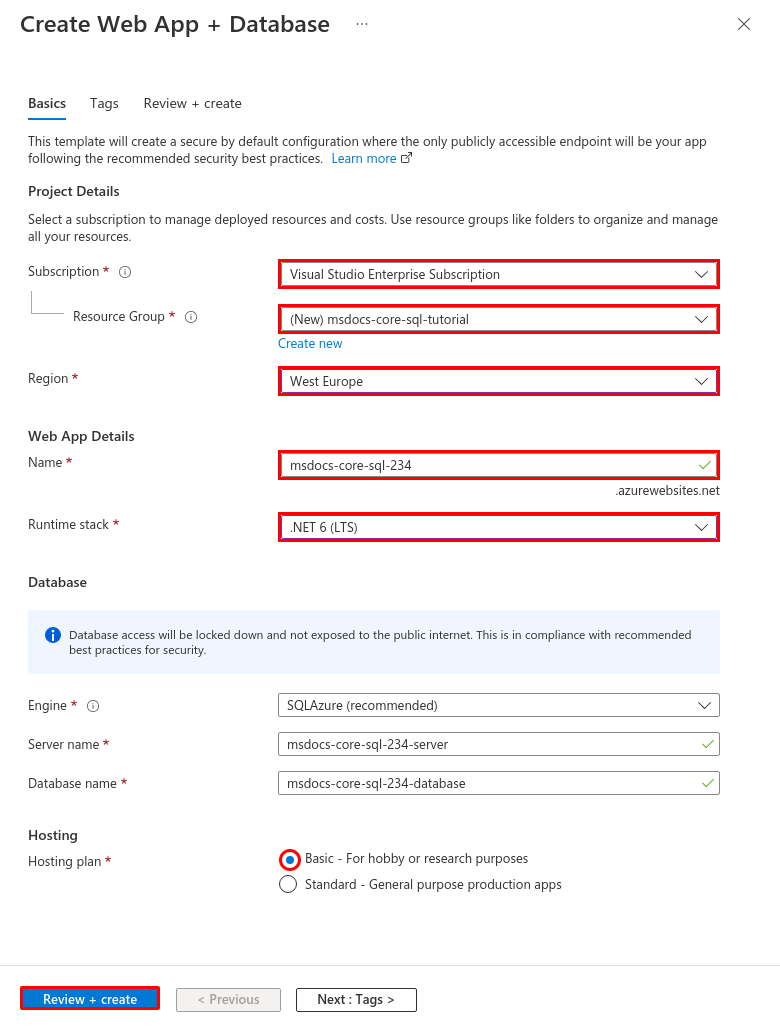 Create Web App + Database ...
Basics Tags Review + create
This template will create a secure by default configuration where the only publicly accessible endpoint will be your app
following the recommended security best practices. Learn more
Project Details
Select a subscription to manage deployed resources and costs. Use resource groups like folders to organize and manage
all your resources.
Subscription * Visual Studio Enterprise Subscription
Resource Group * (New) msdocs-core-sql-tutorial
Create new
Region * West Europe
Web App Details
Name * msdocs-core-sql-234
.azurewebsites.net
Runtime stack * .NET 6 (LTS)
Database
Database access will be locked down and not exposed to the public internet. This is in compliance with recommended
best practices for security.
Engine * SQLAzure (recommended)
Server name * msdocs-core-sql-234-server
Database name * msdocs-core-sql-234-database
Hosting
Hosting plan * Basic - For hobby or research purposes
Standard - General purpose production apps
Review + create < Previous Next : Tags >